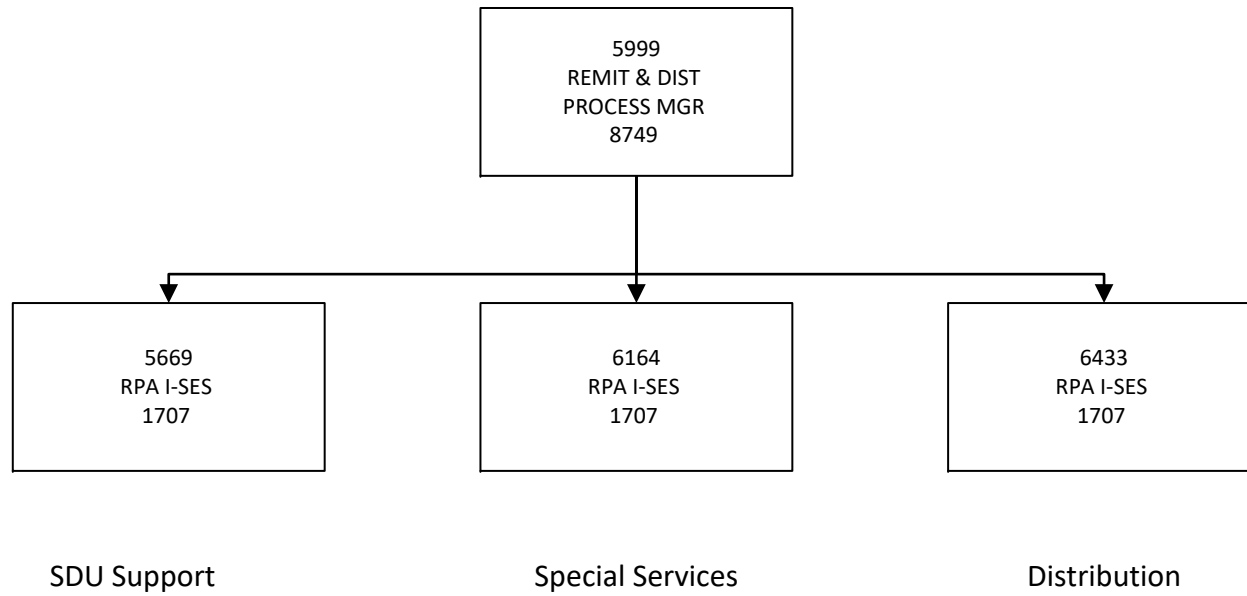 5999
REMIT & DIST
PROCESS MGR
8749
5669
RPA I-SES
1707
6164
RPA I-SES
1707
6433
RPA I-SES
1707
SDU Support
Special Services
Distribution